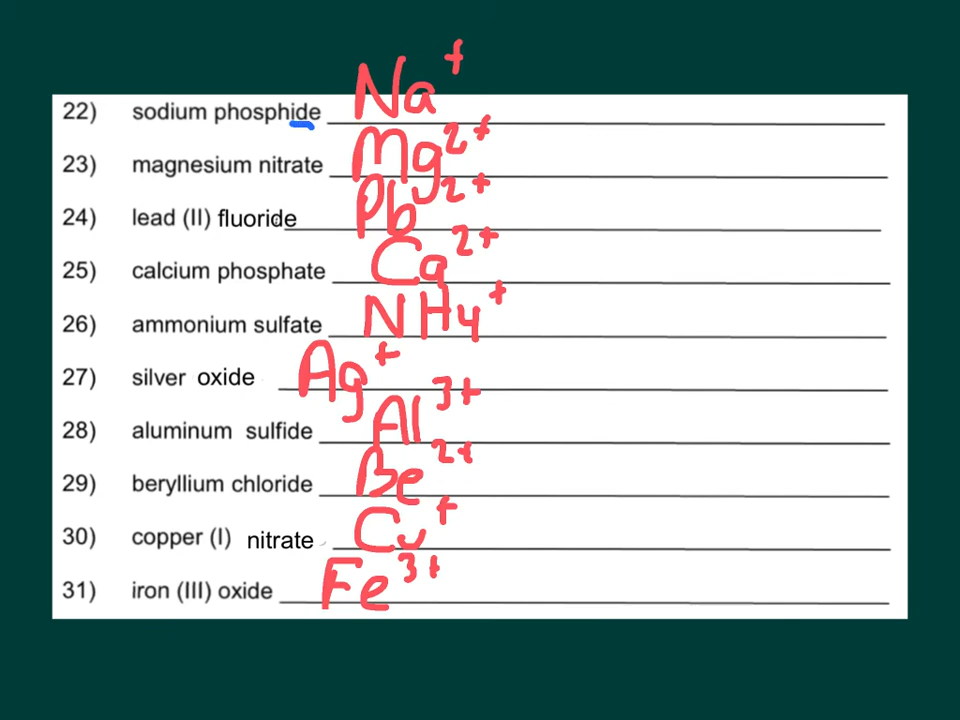 22) sodium phosphide Na⁺
23) magnesium nitrate Mg²⁺
24) lead (II) fluoride Pb²⁺
25) calcium phosphate Ca²⁺
26) ammonium sulfate NH4⁺
27) silver oxide Ag⁺
28) aluminum sulfide Al³⁺
29) beryllium chloride Be²⁺
30) copper (I) nitrate Cu⁺
31) iron (III) oxide Fe³⁺